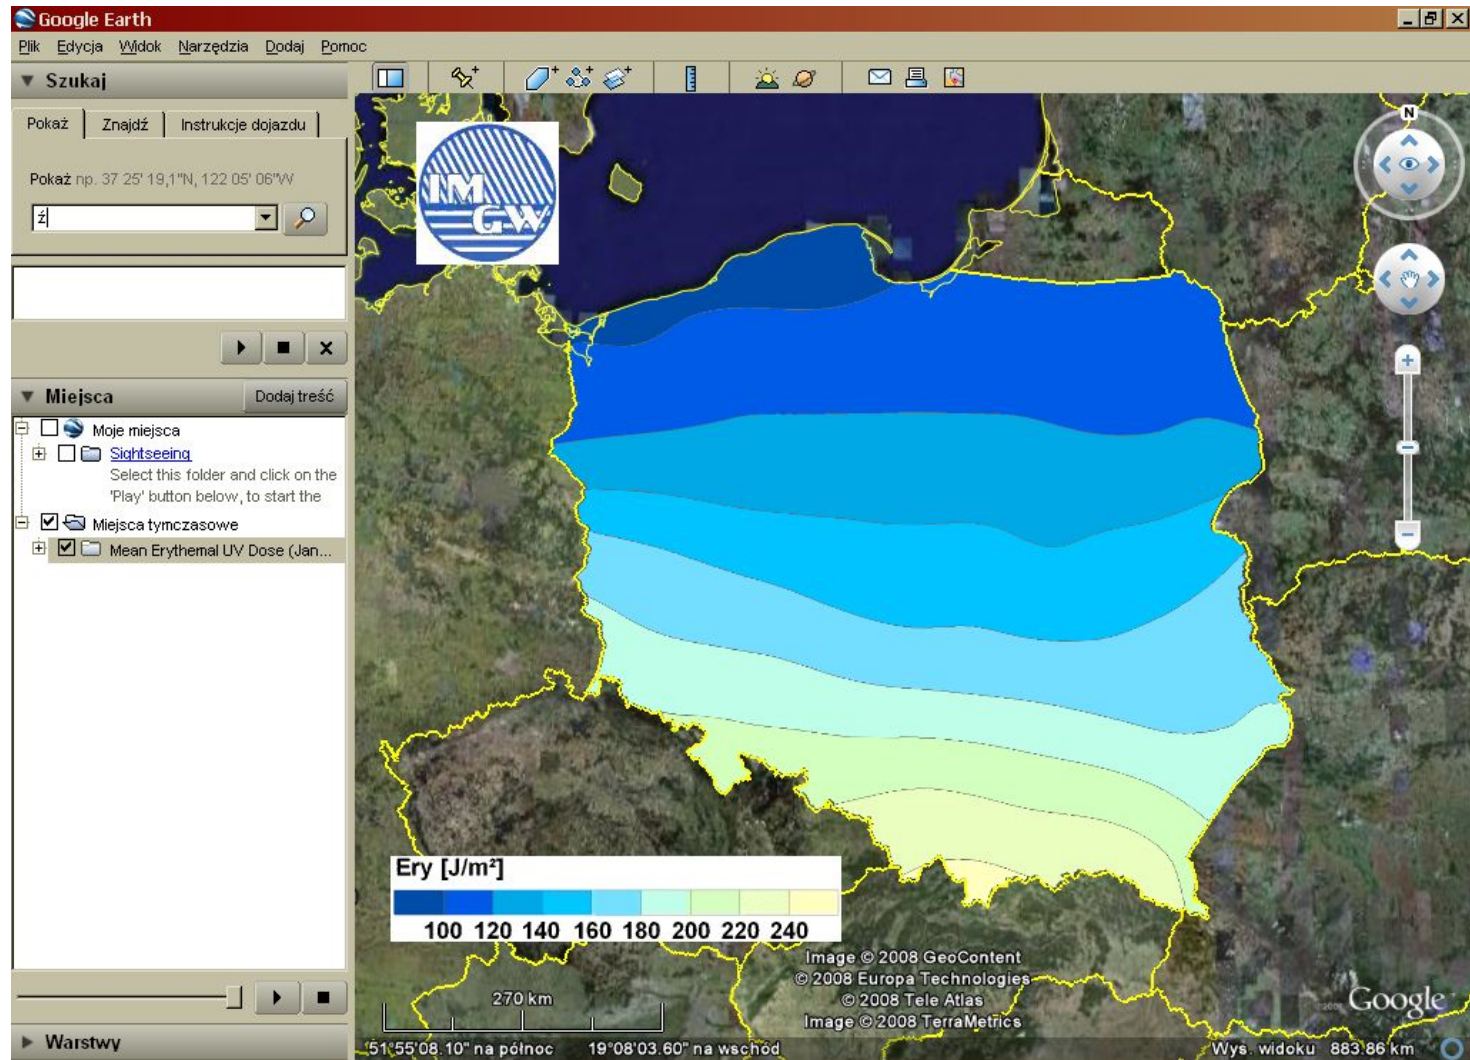 Google Earth
Plik Edycja Widok Narzędzia Dodaj Pomoc
Szukaj
Pokaż Znajdź Instrukcje dojazdu
Pokaż np. 37 25' 19,1"N, 122 05' 06"W
ź
Miejsca Dodaj treść
Moje miejsca
Sightseeing
Select this folder and click on the
'Play' button below, to start the
Miejsca tymczasowe
Mean Erythemal UV Dose (Jan...
Warstwy
IM
GW
N
Ery [J/m²]
100 120 140 160 180 200 220 240
Image © 2008 GeoContent
© 2008 Europa Technologies
© 2008 Tele Atlas
Image © 2008 TerraMetrics
270 km
Google
51°55'08.10" na północ 19°08'03.60" na wschód
Wys. widoku 883.86 km